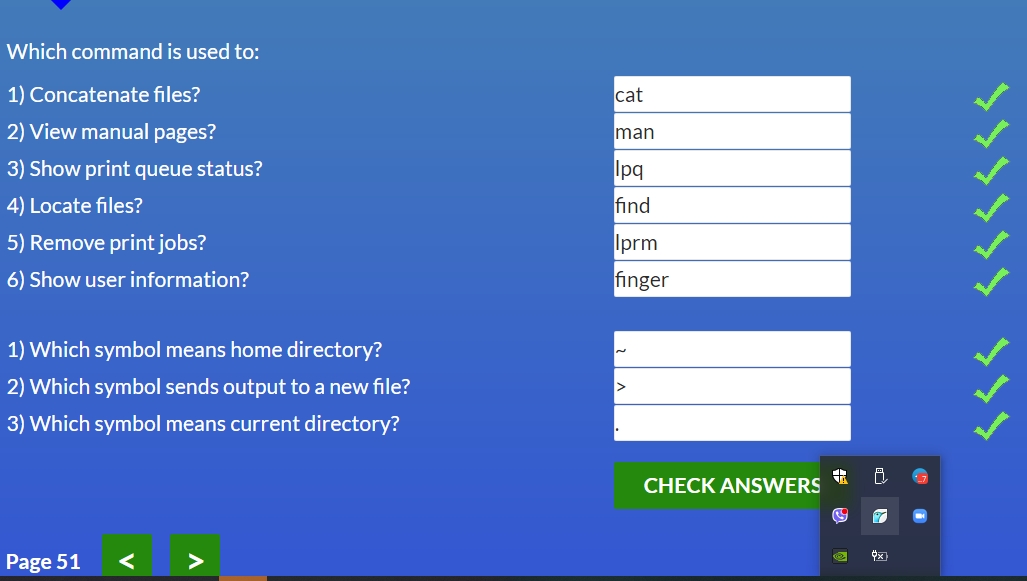 Which command is used to:
1) Concatenate files? cat
2) View manual pages? man
3) Show print queue status? lpq
4) Locate files? find
5) Remove print jobs? lprm
6) Show user information? finger
1) Which symbol means home directory? ~
2) Which symbol sends output to a new file? >
3) Which symbol means current directory? .
CHECK ANSWERS
Page 51 < >